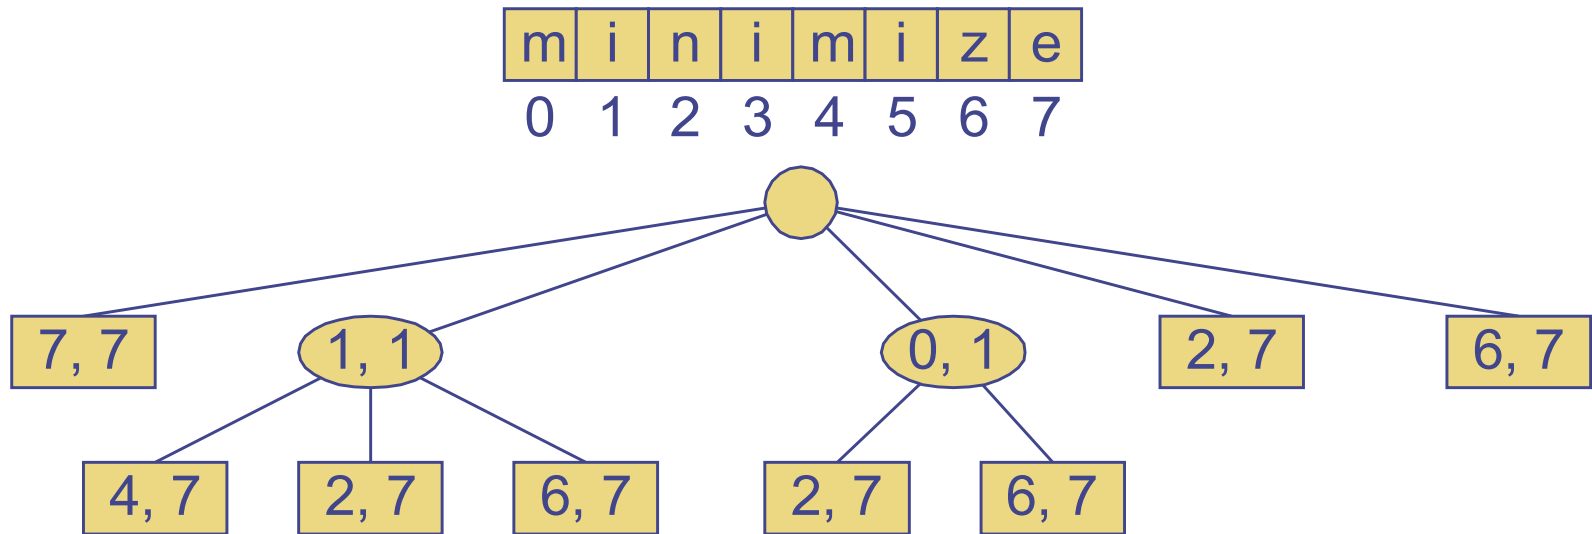 m i n i m i z e
0 1 2 3 4 5 6 7
7, 7 1, 1 0, 1 2, 7 6, 7
4, 7 2, 7 6, 7 2, 7 6, 7